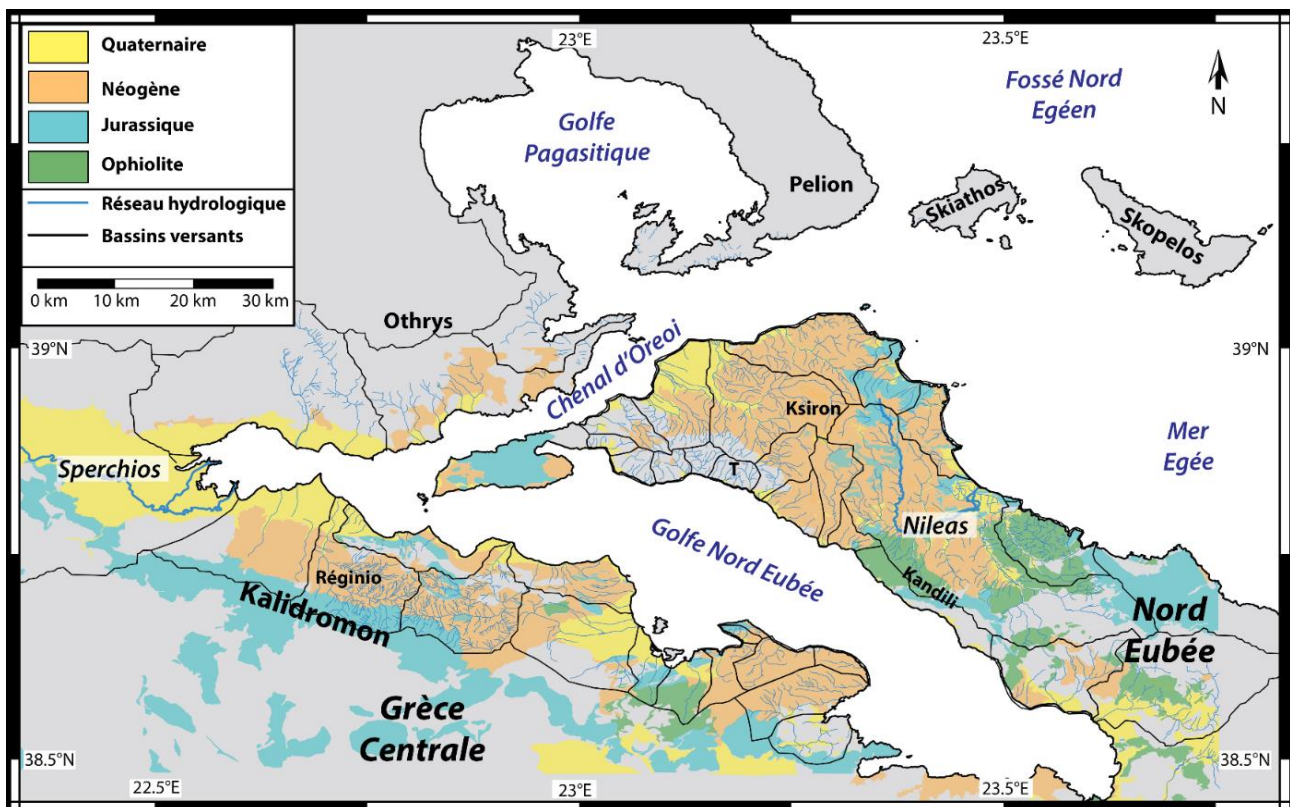 Quaternaire
Néogène
Jurassique
Ophiolite
Réseau hydrologique
Bassins versants
0 km 10 km 20 km 30 km
23°E
23.5°E
N
Fossé Nord
Egéen
Golfe
Pagasitique
Pelion
Skiathos
Skopelos
Othrys
39°N
39°N
Chenal d'Oreoi
Ksiron
Mer
Egée
Sperchios
T
Nileas
Golfe Nord Eubée
Réginio
Kandili
Kalidromon
Nord
Eubée
Grèce
Centrale
38.5°N
38.5°N
22.5°E
23°E
23.5°E